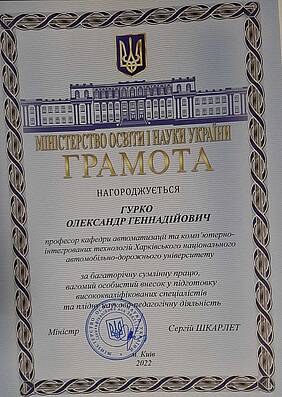 МІНІСТЕРСТВО ОСВІТИ І НАУКИ УКРАЇНИ
ГРАМОТА
НАГОРОДЖУЄТЬСЯ
ГУРКО
ОЛЕКСАНДР ГЕННАДІЙОВИЧ
професор кафедри автоматизації та комп'ютерно-
інтегрованих технологій Харківського національного
автомобільно-дорожнього університету
за багаторічну сумлінну працю,
вагомий особистий внесок у підготовку
висококваліфікованих спеціалістів
та плідну науково-педагогічну діяльність
Міністр Сергій ШКАРЛЕТ
м. Київ
2022